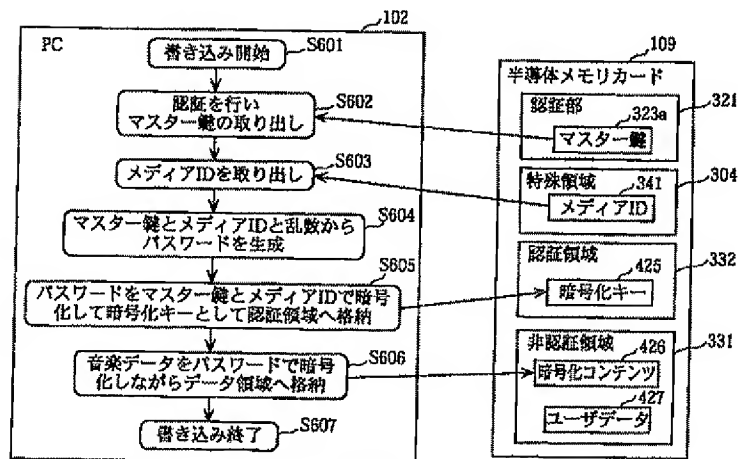 102
PC
書き込み開始
S601
認証を行い
マスター鍵の取り出し
S602
メディアIDを取り出し
S603
マスター鍵とメディアIDと乱数から
パスワードを生成
S604
パスワードをマスター鍵とメディアIDで暗号
化して暗号化キーとして認証領域へ格納
S605
音楽データをパスワードで暗号
化しながらデータ領域へ格納
S606
書き込み終了
S607
109
半導体メモリカード
認証部
321
323a
マスター鍵
特殊領域
304
341
メディアID
認証領域
332
425
暗号化キー
非認証領域
331
426
暗号化コンテンツ
427
ユーザデータ